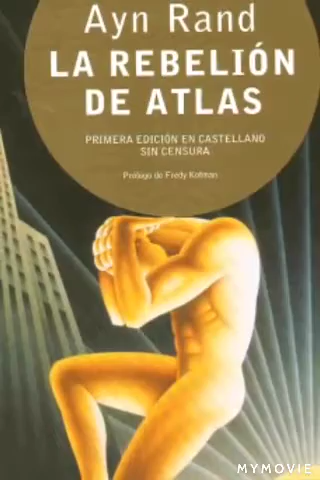 Ayn Rand
LA REBELIÓN
DE ATLAS
PRIMERA EDICIÓN EN CASTELLANO
SIN CENSURA
Prólogo de Fredy Kofman
MYMOVIE